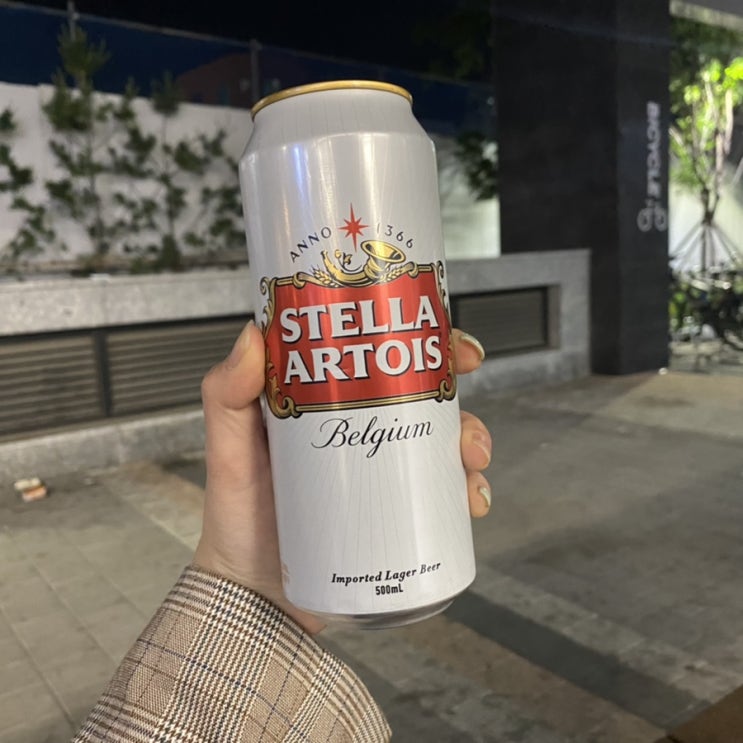 ANNO 1366
STELLA
ARTOIS
Belgium
Imported Lager Beer
500mL
BICYCLE